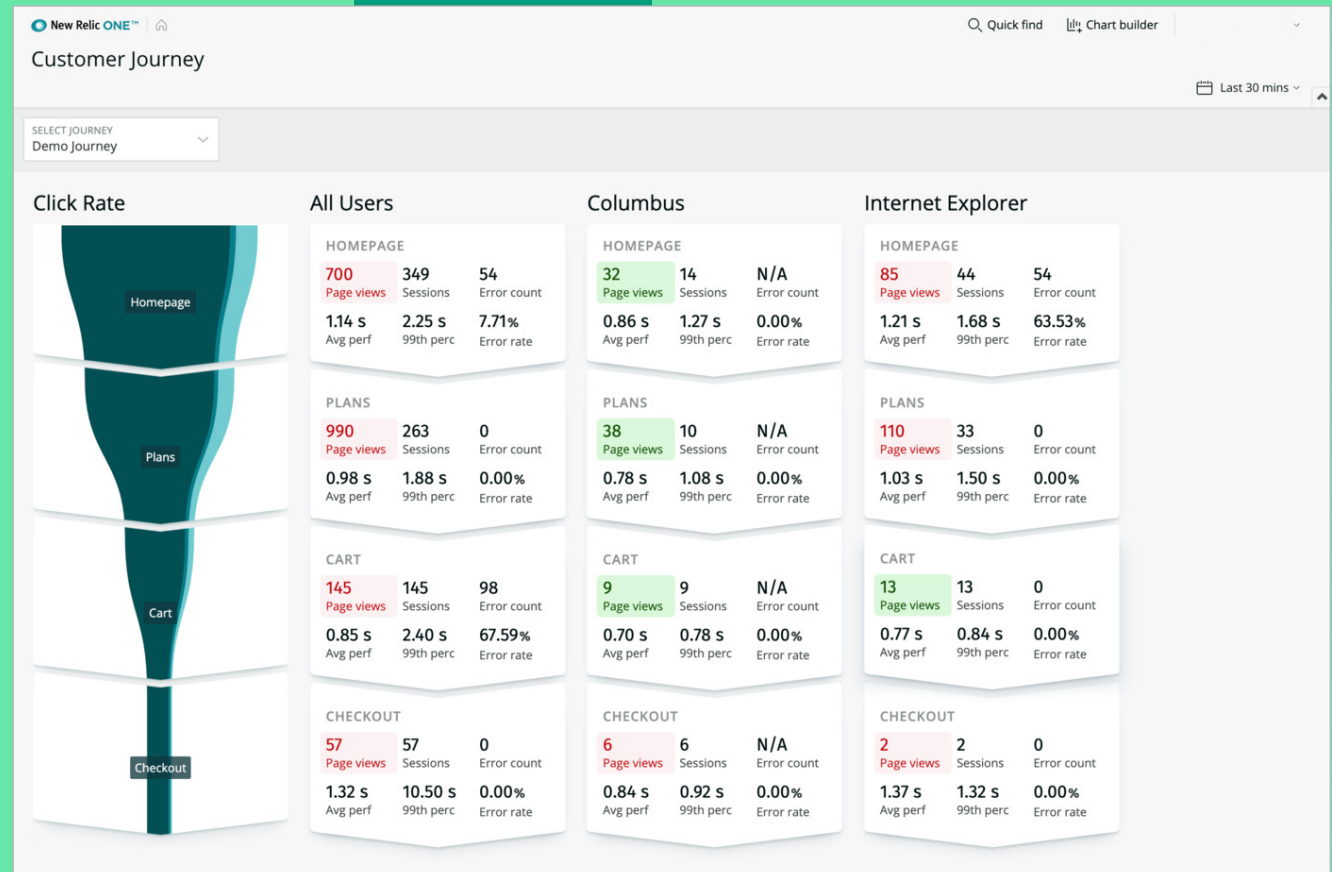 New Relic ONE™
Quick find
Chart builder
Customer Journey
Last 30 mins
SELECT JOURNEY
Demo Journey
Click Rate
Homepage
Plans
Cart
Checkout
All Users
HOMEPAGE
700 349 54
Page views Sessions Error count
1.14 s 2.25 s 7.71%
Avg perf 99th perc Error rate
PLANS
990 263 0
Page views Sessions Error count
0.98 s 1.88 s 0.00%
Avg perf 99th perc Error rate
CART
145 145 98
Page views Sessions Error count
0.85 s 2.40 s 67.59%
Avg perf 99th perc Error rate
CHECKOUT
57 57 0
Page views Sessions Error count
1.32 s 10.50 s 0.00%
Avg perf 99th perc Error rate
Columbus
HOMEPAGE
32 14 N/A
Page views Sessions Error count
0.86 s 1.27 s 0.00%
Avg perf 99th perc Error rate
PLANS
38 10 N/A
Page views Sessions Error count
0.78 s 1.08 s 0.00%
Avg perf 99th perc Error rate
CART
9 9 N/A
Page views Sessions Error count
0.70 s 0.78 s 0.00%
Avg perf 99th perc Error rate
CHECKOUT
6 6 N/A
Page views Sessions Error count
0.84 s 0.92 s 0.00%
Avg perf 99th perc Error rate
Internet Explorer
HOMEPAGE
85 44 54
Page views Sessions Error count
1.21 s 1.68 s 63.53%
Avg perf 99th perc Error rate
PLANS
110 33 0
Page views Sessions Error count
1.03 s 1.50 s 0.00%
Avg perf 99th perc Error rate
CART
13 13 0
Page views Sessions Error count
0.77 s 0.84 s 0.00%
Avg perf 99th perc Error rate
CHECKOUT
2 2 0
Page views Sessions Error count
1.37 s 1.32 s 0.00%
Avg perf 99th perc Error rate